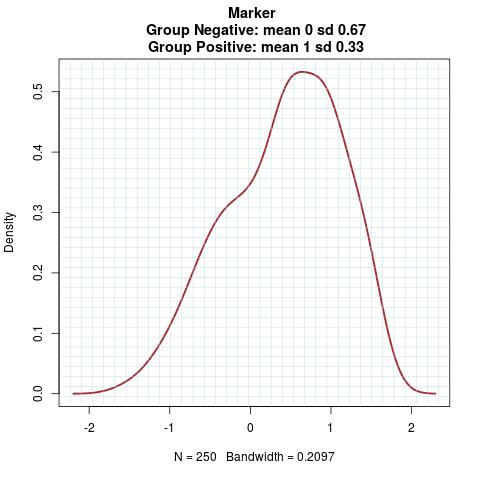 Marker
Group Negative: mean 0 sd 0.67
Group Positive: mean 1 sd 0.33
Density
0.5
0.4
0.3
0.2
0.1
0.0
-2 -1 0 1 2
N = 250 Bandwidth = 0.2097